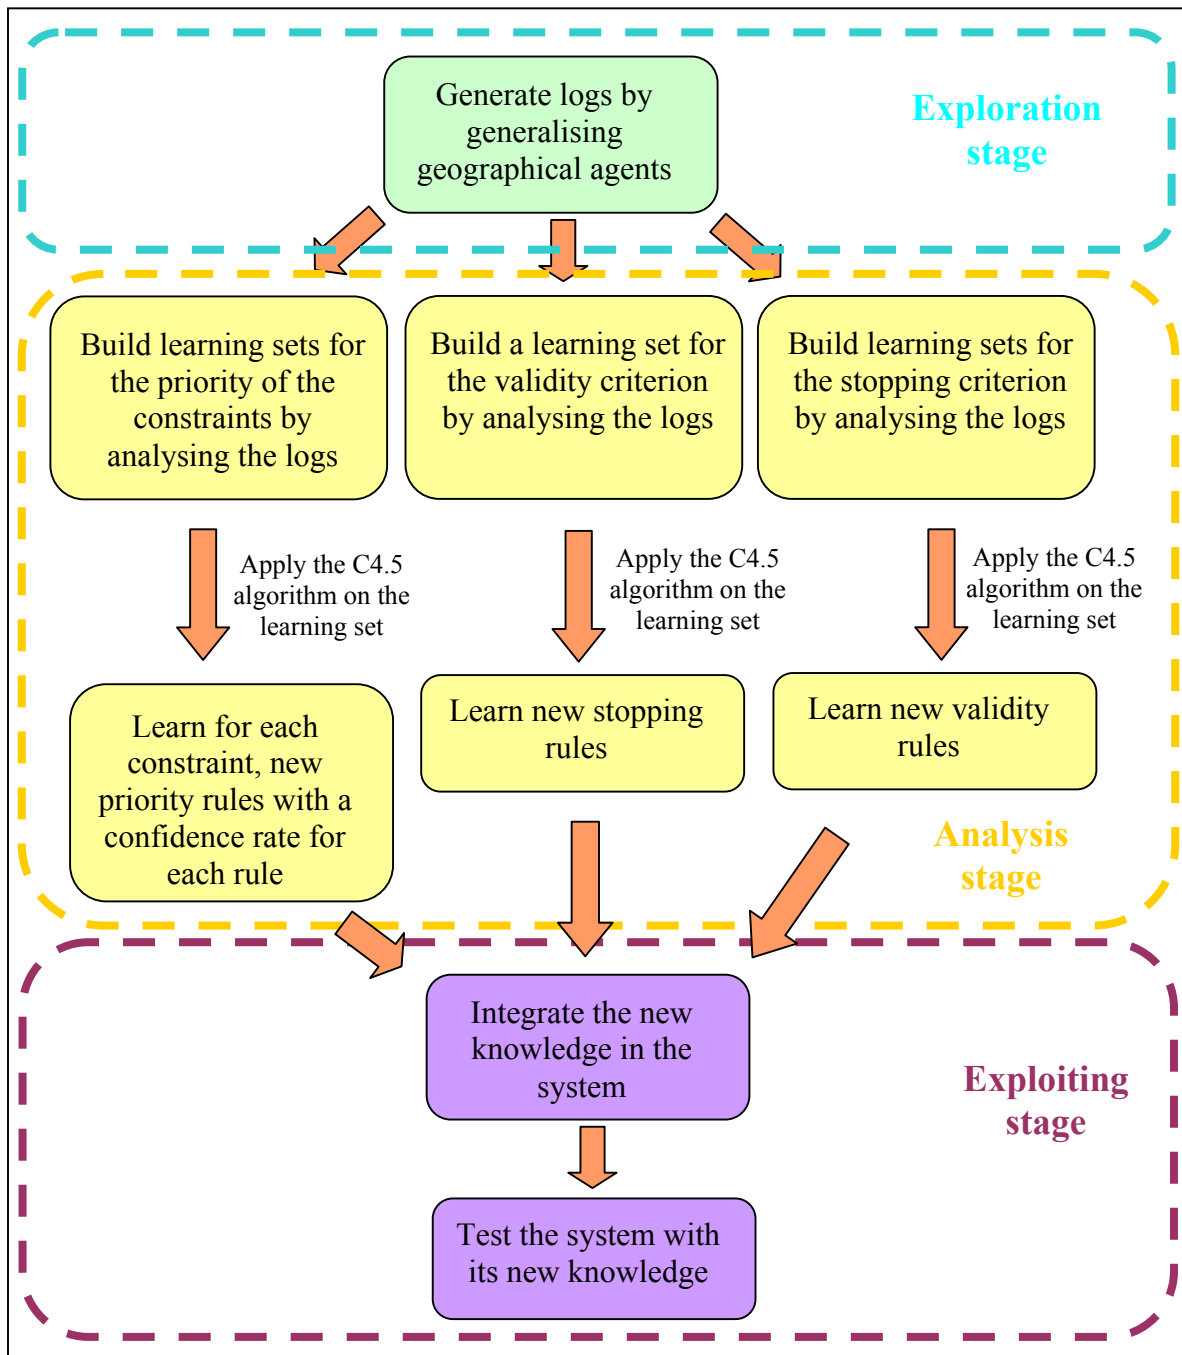 Generate logs by
generalising
geographical agents
Exploration
stage
Build learning sets for
the priority of the
constraints by
analysing the logs
Build a learning set for
the validity criterion
by analysing the logs
Build learning sets for
the stopping criterion
by analysing the logs
Apply the C4.5
algorithm on the
learning set
Apply the C4.5
algorithm on the
learning set
Apply the C4.5
algorithm on the
learning set
Learn for each
constraint, new
priority rules with a
confidence rate for
each rule
Learn new stopping
rules
Learn new validity
rules
Analysis
stage
Integrate the new
knowledge in the
system
Exploiting
stage
Test the system with
its new knowledge